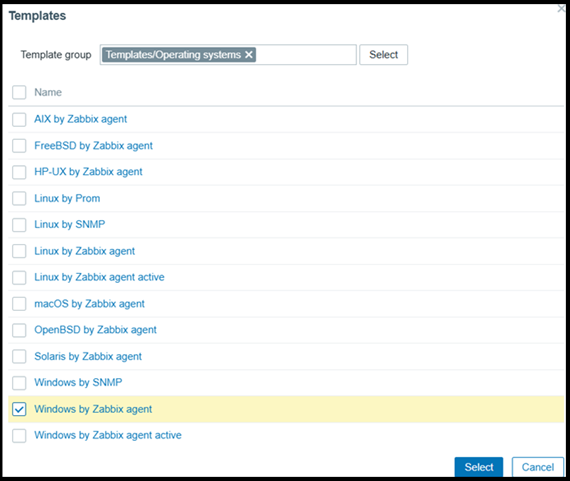 Templates
Template group Templates/Operating systems Select
Name
AIX by Zabbix agent
FreeBSD by Zabbix agent
HP-UX by Zabbix agent
Linux by Prom
Linux by SNMP
Linux by Zabbix agent
Linux by Zabbix agent active
macOS by Zabbix agent
OpenBSD by Zabbix agent
Solaris by Zabbix agent
Windows by SNMP
Windows by Zabbix agent
Windows by Zabbix agent active
Select Cancel